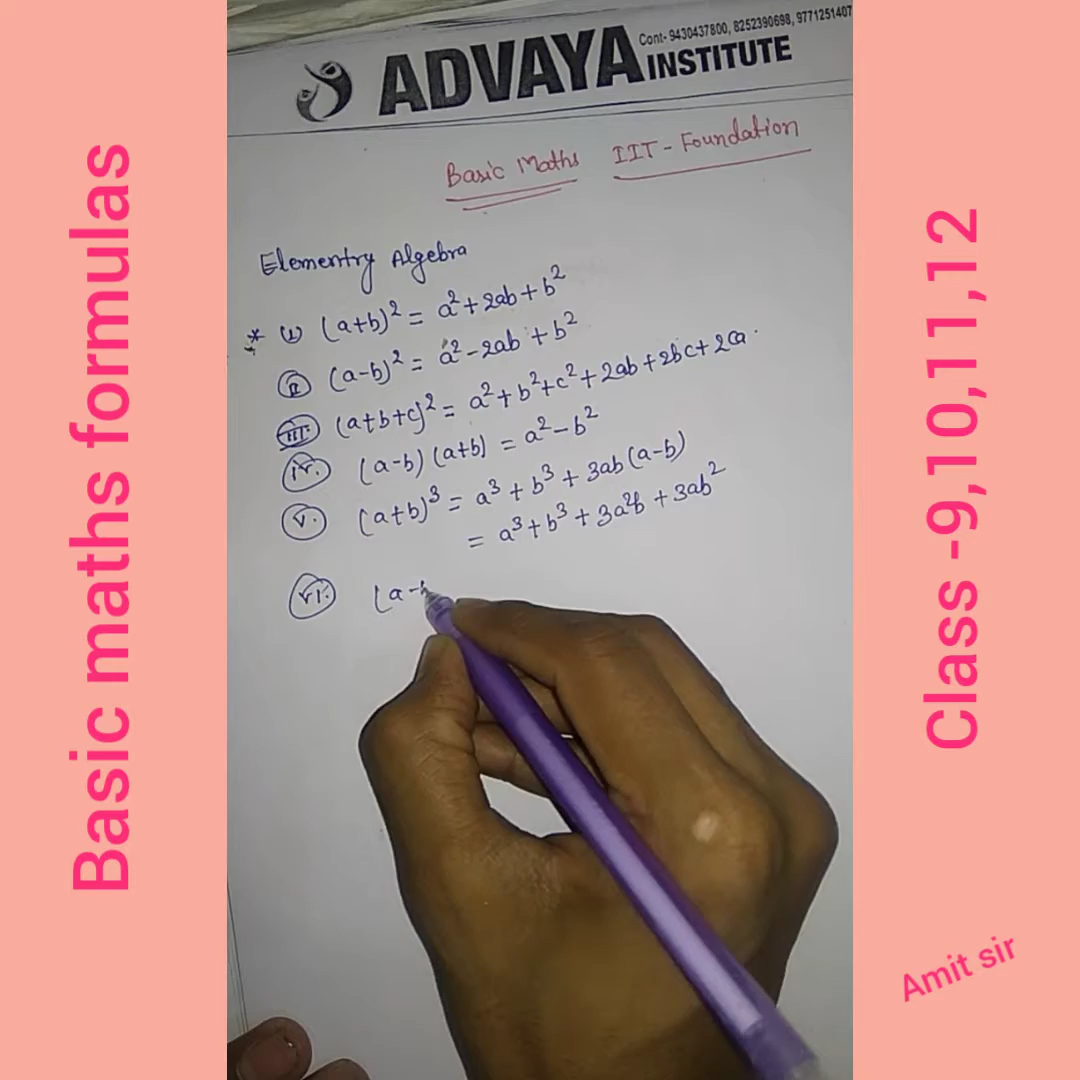 Basic maths formulas
Cont- 9430437800, 8252390698, 9771251407
ADVAYA INSTITUTE
Basic Maths IIT - Foundation
Elementry Algebra
* (i) (a+b)² = a² + 2ab + b²
(ii) (a-b)² = a² - 2ab + b²
(iii) (a+b+c)² = a² + b² + c² + 2ab + 2bc + 2ca.
(iv). (a-b) (a+b) = a² - b²
(v). (a+b)³ = a³ + b³ + 3ab (a-b)
= a³ + b³ + 3a²b + 3ab²
(vi). (a-
Class -9,10,11,12
Amit sir